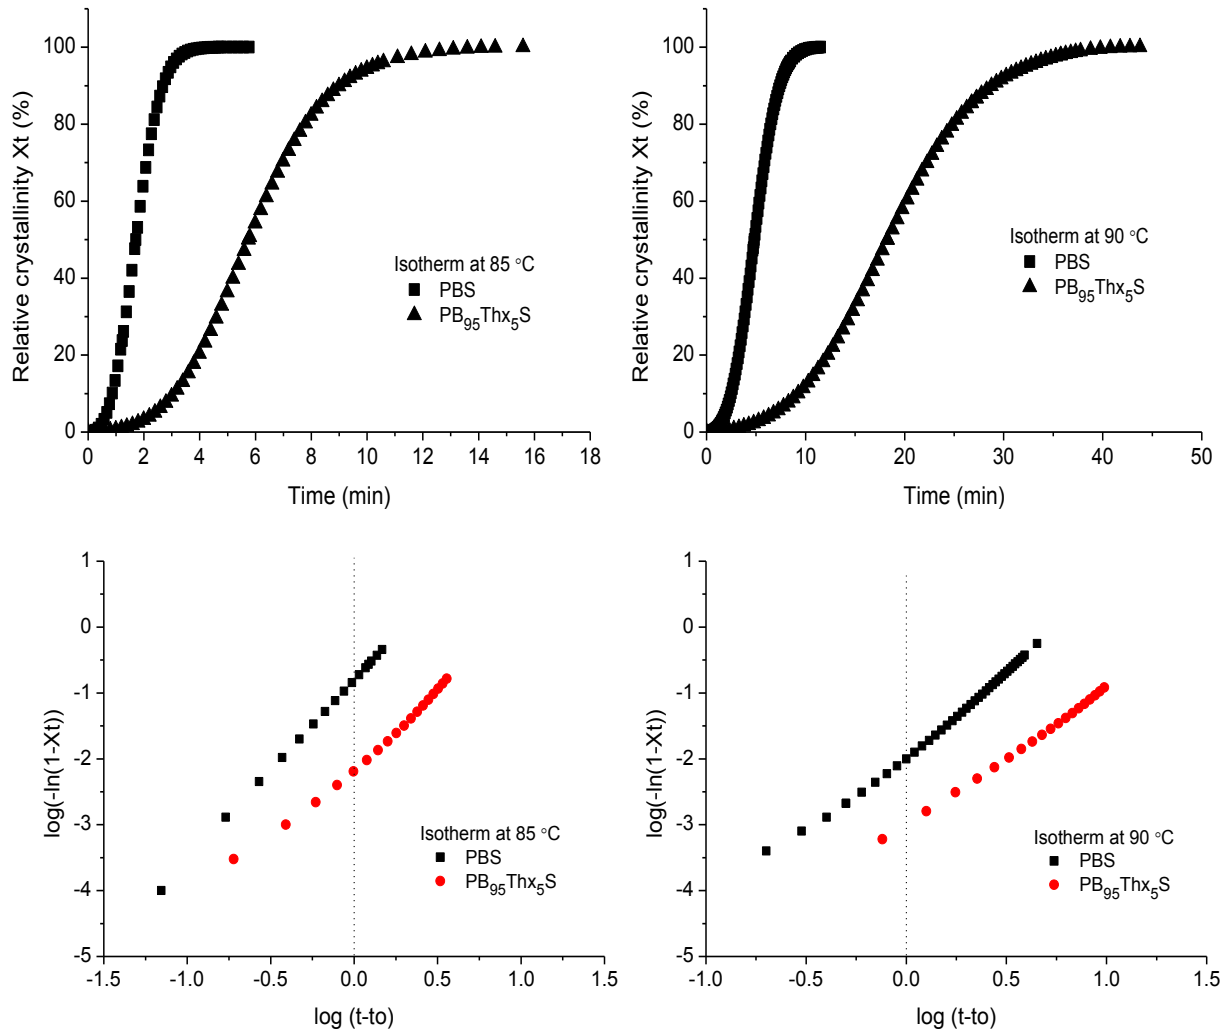 100
80
60
40
20
0
Relative crystallinity Xt (%)
0 2 4 6 8 10 12 14 16 18
Time (min)
Isotherm at 85 °C
PBS
PB95Thx5S
100
80
60
40
20
0
Relative crystallinity Xt (%)
0 10 20 30 40 50
Time (min)
Isotherm at 90 °C
PBS
PB95Thx5S
1
0
-1
-2
-3
-4
-5
log(-ln(1-Xt))
-1.5 -1.0 -0.5 0.0 0.5 1.0 1.5
log (t-to)
Isotherm at 85 °C
PBS
PB95Thx5S
1
0
-1
-2
-3
-4
-5
log(-ln(1-Xt))
-1.0 -0.5 0.0 0.5 1.0 1.5
log (t-to)
Isotherm at 90 °C
PBS
PB95Thx5S